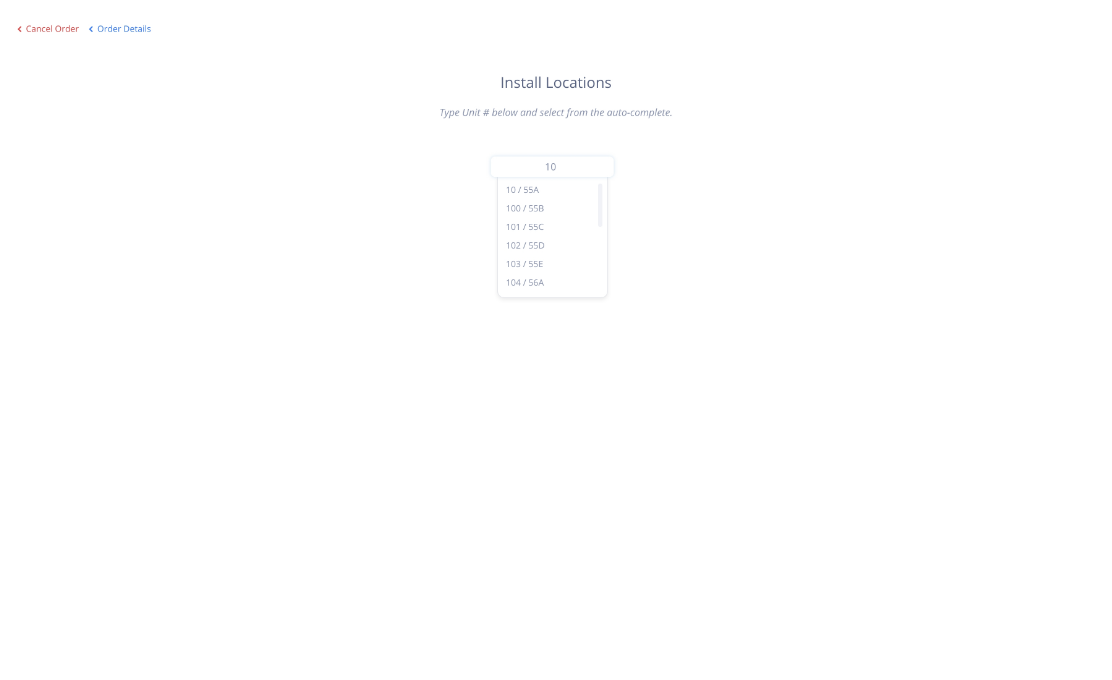 Cancel Order Order Details
Install Locations
Type Unit # below and select from the auto-complete.
10
10 / 55A
100 / 55B
101 / 55C
102 / 55D
103 / 55E
104 / 56A